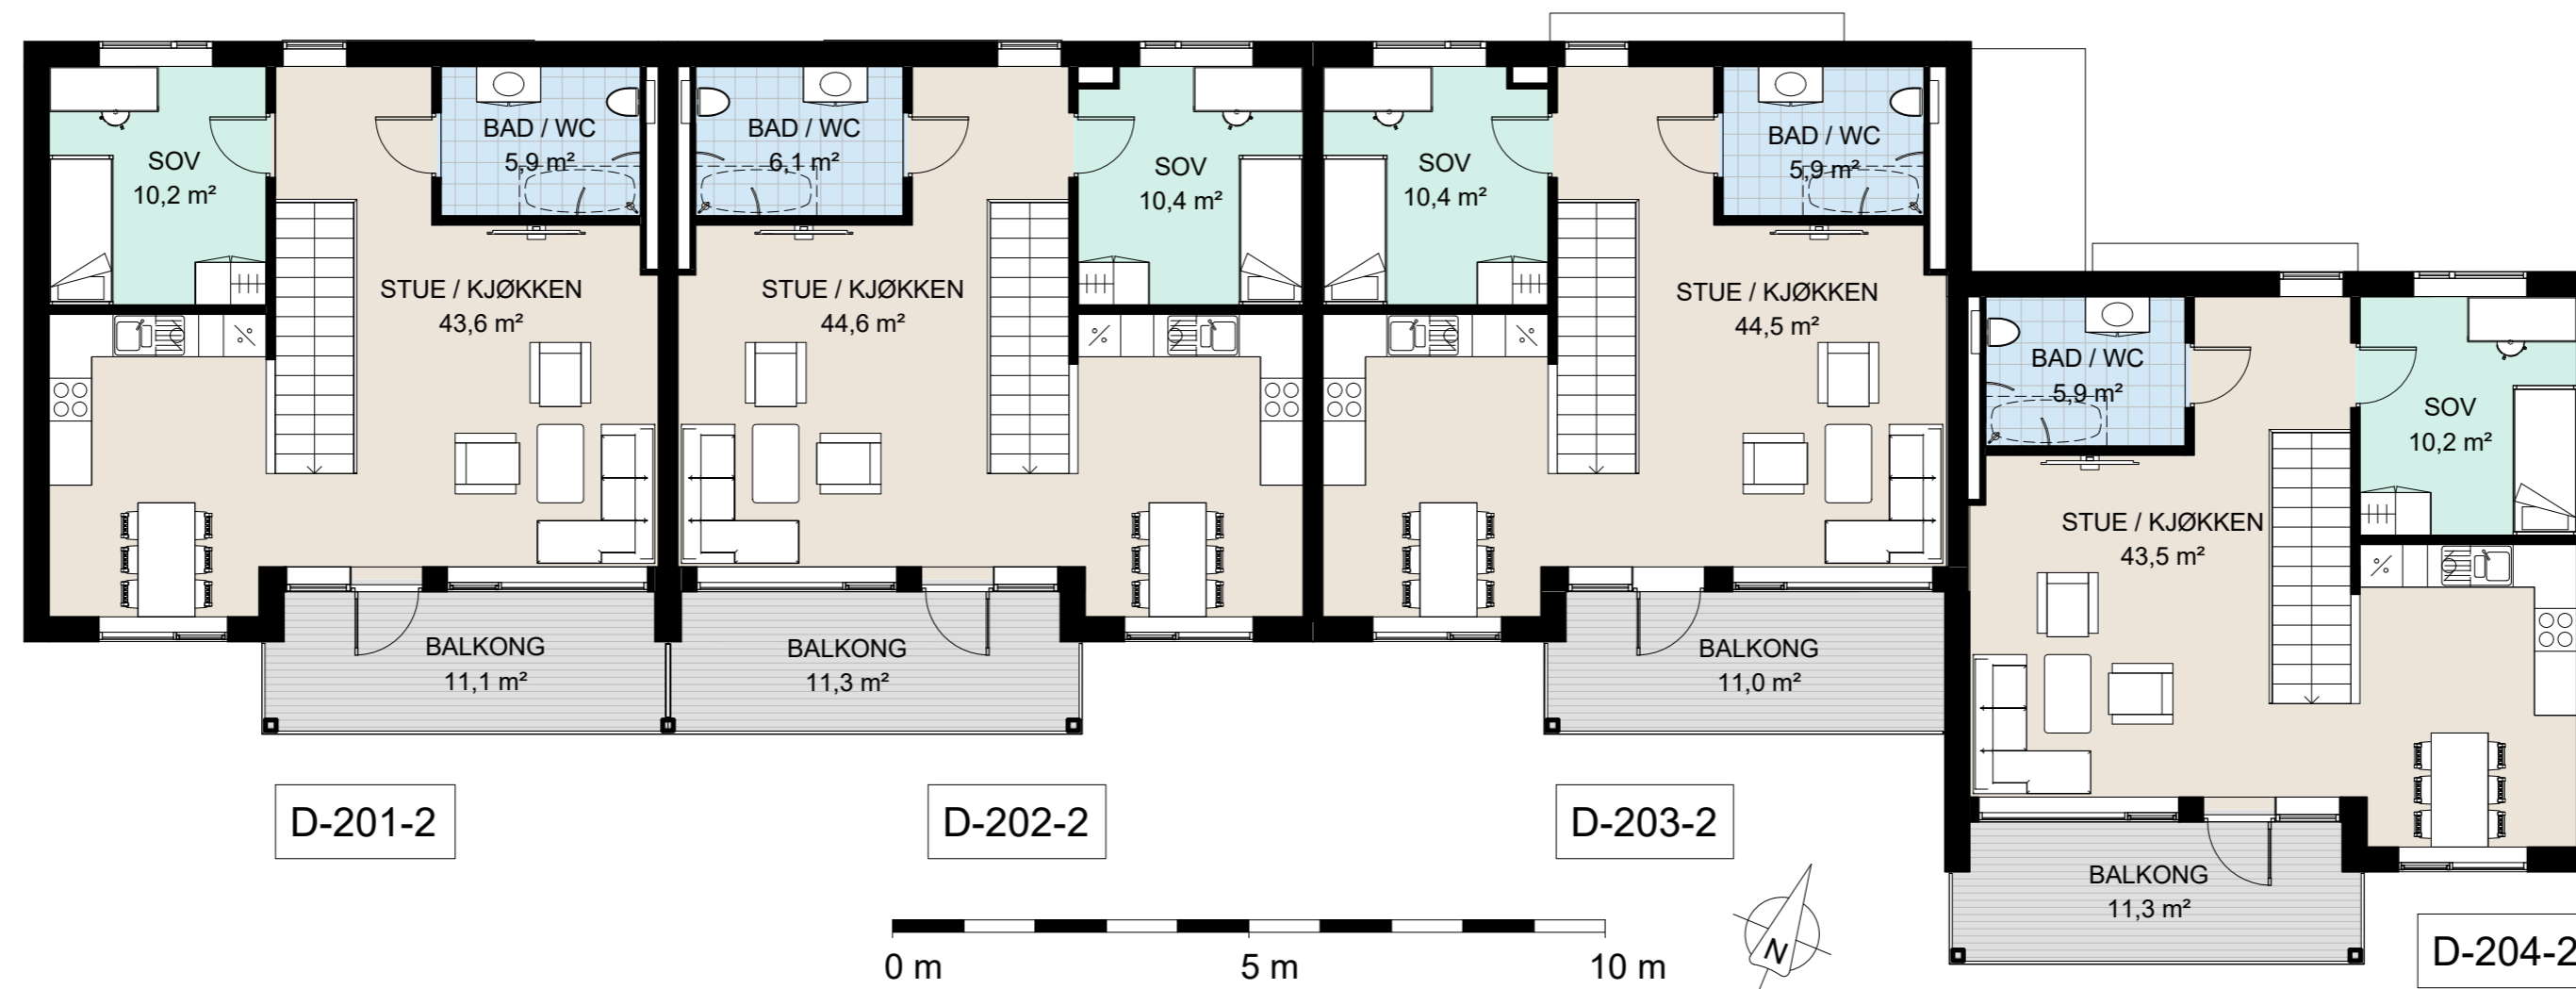 SOV
10,2 m²
BAD / WC
5,9 m²
STUE / KJØKKEN
43,6 m²
BALKONG
11,1 m²
D-201-2
BAD / WC
6,1 m²
SOV
10,4 m²
STUE / KJØKKEN
44,6 m²
BALKONG
11,3 m²
D-202-2
SOV
10,4 m²
BAD / WC
5,9 m²
STUE / KJØKKEN
44,5 m²
BALKONG
11,0 m²
D-203-2
BAD / WC
5,9 m²
SOV
10,2 m²
STUE / KJØKKEN
43,5 m²
BALKONG
11,3 m²
D-204-2
0 m
5 m
10 m
N